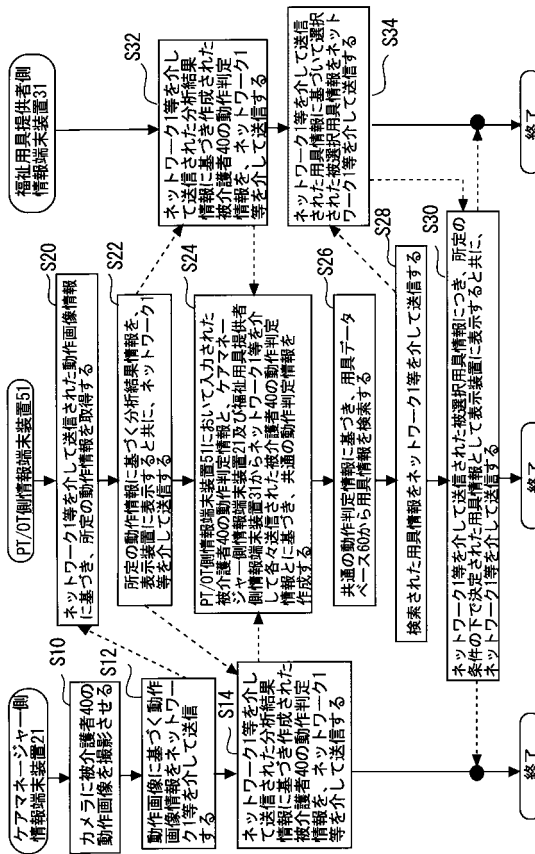 ケアマネージャー側
情報端末装置21
S10
カメラに被介護者40の
動作画像を撮影させる
S12
動作画像に基づく動作
画像情報をネットワー
ク1等を介して送信
する
S14
ネットワーク1等を介し
て送信された分析結果
情報に基づき作成された
被介護者40の動作判定
情報を、ネットワーク1
等を介して送信する
終了
PT/OT側情報端末装置51
S20
ネットワーク1等を介して送信された動作画像情報
に基づき、所定の動作情報を取得する
S22
所定の動作情報に基づく分析結果情報を、
表示装置に表示すると共に、ネットワーク1
等を介して送信する
S24
PT/OT側情報端末装置51において入力された
被介護者40の動作判定情報と、ケアマネー
ジャー側情報端末装置21及び福祉用具提供者
側情報端末装置31からネットワーク1等を介
して各々送信された被介護者40の動作判定
情報とに基づき、共通の動作判定情報を
作成する
S26
共通の動作判定情報に基づき、用具データ
ベース60から用具情報を検索する
S28
検索された用具情報をネットワーク1等を介して送信する
S30
ネットワーク1等を介して送信された被選択用具情報につき、所定の
条件の下で決定された用具情報として表示装置に表示すると共に、
ネットワーク1等を介して送信する
終了
福祉用具提供者側
情報端末装置31
S32
ネットワーク1等を介し
て送信された分析結果
情報に基づき作成された
被介護者40の動作判定
情報を、ネットワーク1
等を介して送信する
S34
ネットワーク1等を介して送信
された用具情報に基づいて選択
された被選択用具情報をネット
ワーク1等を介して送信する
終了